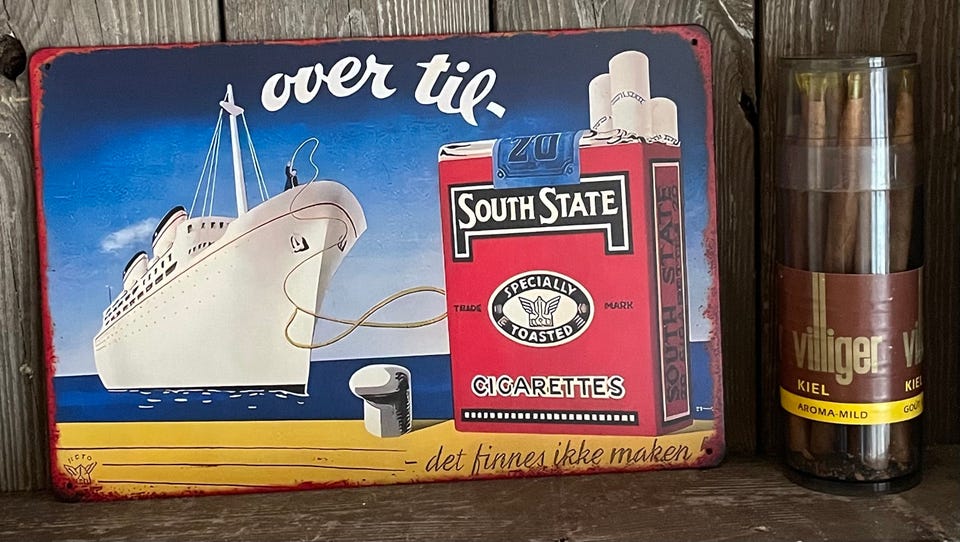 over til-
20
SOUTH STATE
SPECIALLY
TOASTED
TRADE MARK
CIGARETTES
SOUTH STATE
- det finnes ikke maken!
villiger
KIEL
AROMA-MILD
KIEL